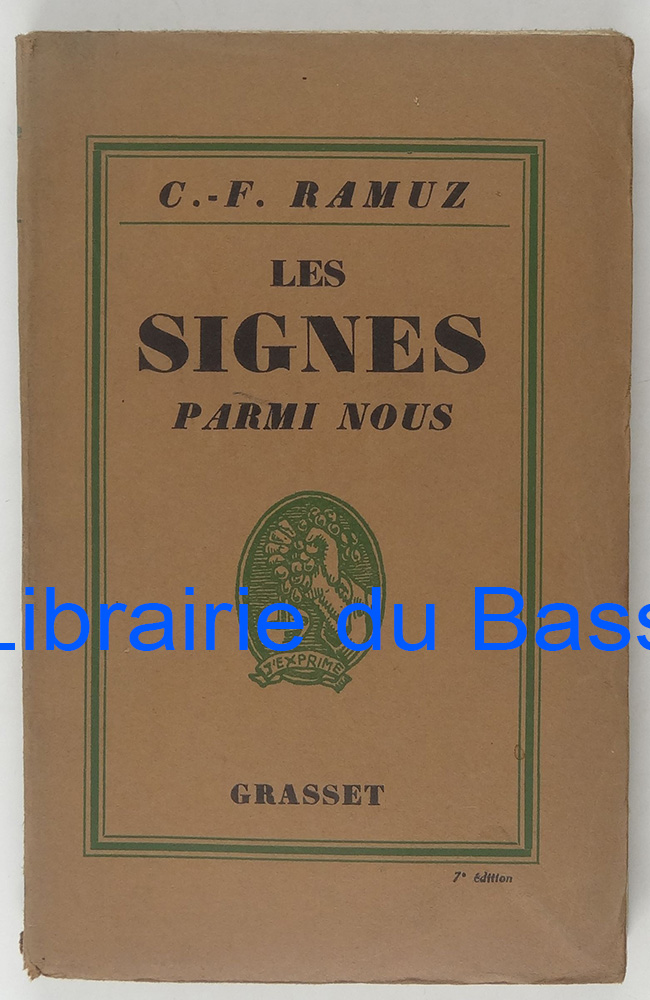 C.-F. RAMUZ
LES
SIGNES
PARMI NOUS
Librairie du Bass
J'EXPRIME
GRASSET
7e édition